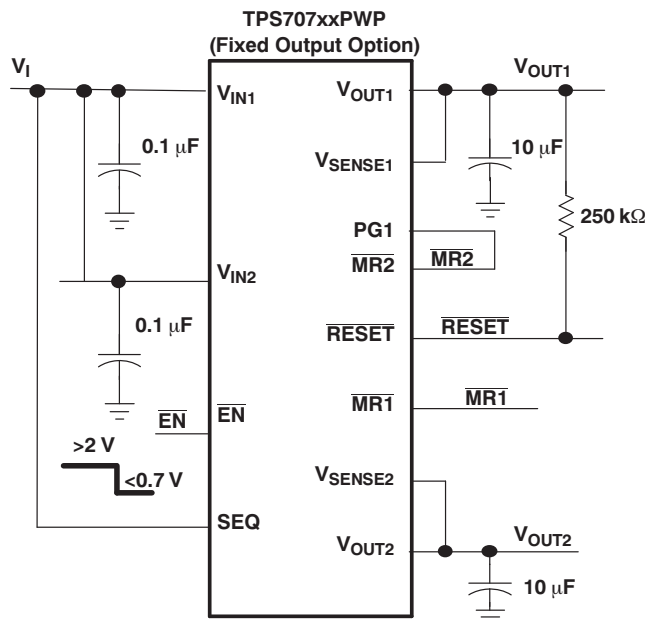 TPS707xxPWP
(Fixed Output Option)
VI
VIN1
VOUT1
VOUT1
0.1 μF
VSENSE1
10 μF
250 kΩ
PG1
MR2
MR2
VIN2
0.1 μF
RESET
RESET
EN
EN
MR1
MR1
>2 V
<0.7 V
VSENSE2
SEQ
VOUT2
VOUT2
10 μF